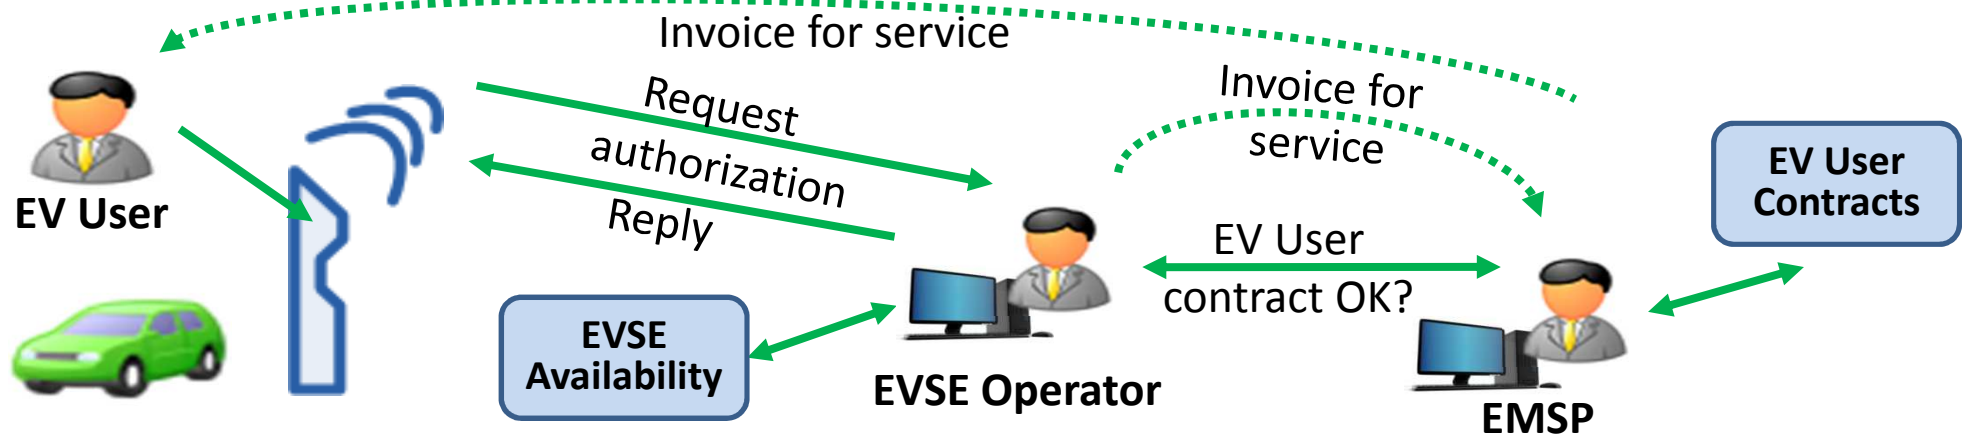 Invoice for service
Request
authorization
Reply
Invoice for
service
EV User
EV User
contract OK?
EV User
Contracts
EVSE
Availability
EVSE Operator
EMSP